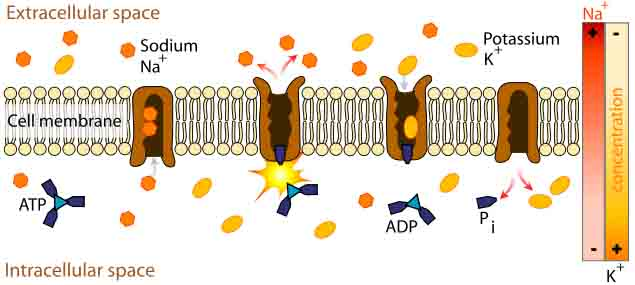 Extracellular space
Na+
Sodium
Na+
Potassium
K+
+
-
Cell membrane
concentration
ATP
ADP
Pi
-
+
Intracellular space
K+